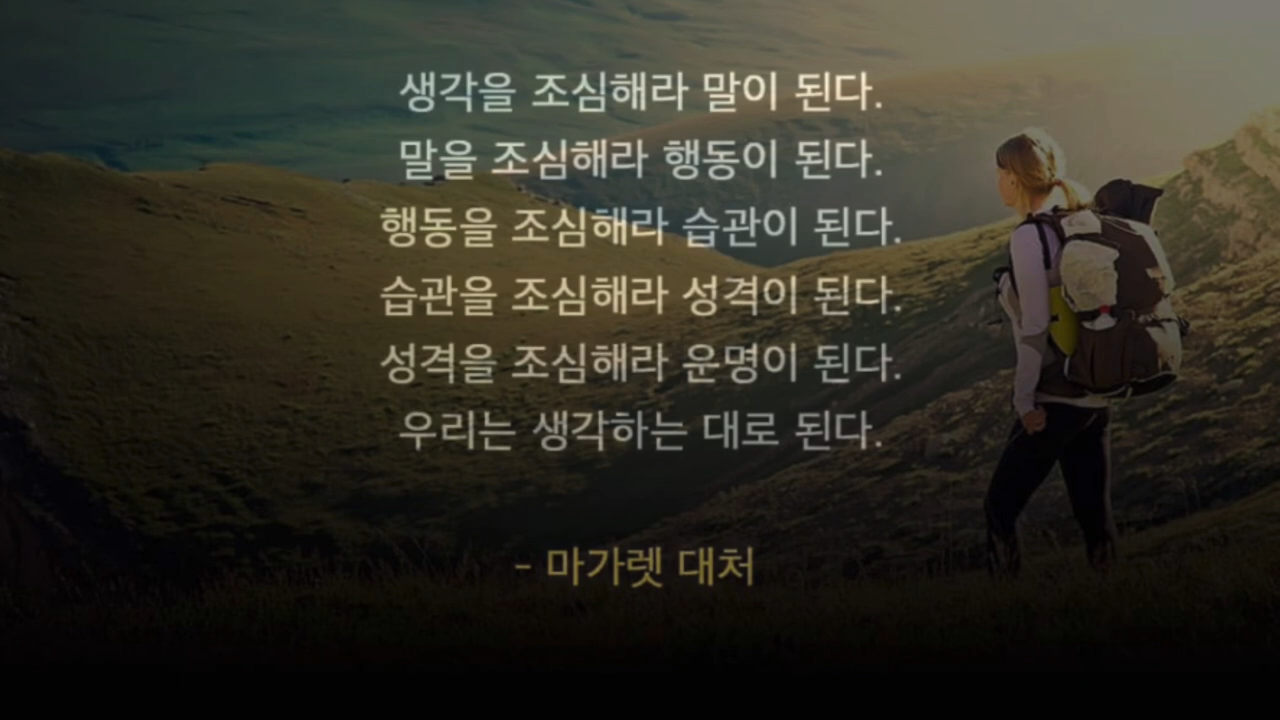 생각을 조심해라 말이 된다.
말을 조심해라 행동이 된다.
행동을 조심해라 습관이 된다.
습관을 조심해라 성격이 된다.
성격을 조심해라 운명이 된다.
우리는 생각하는 대로 된다.
- 마가렛 대처